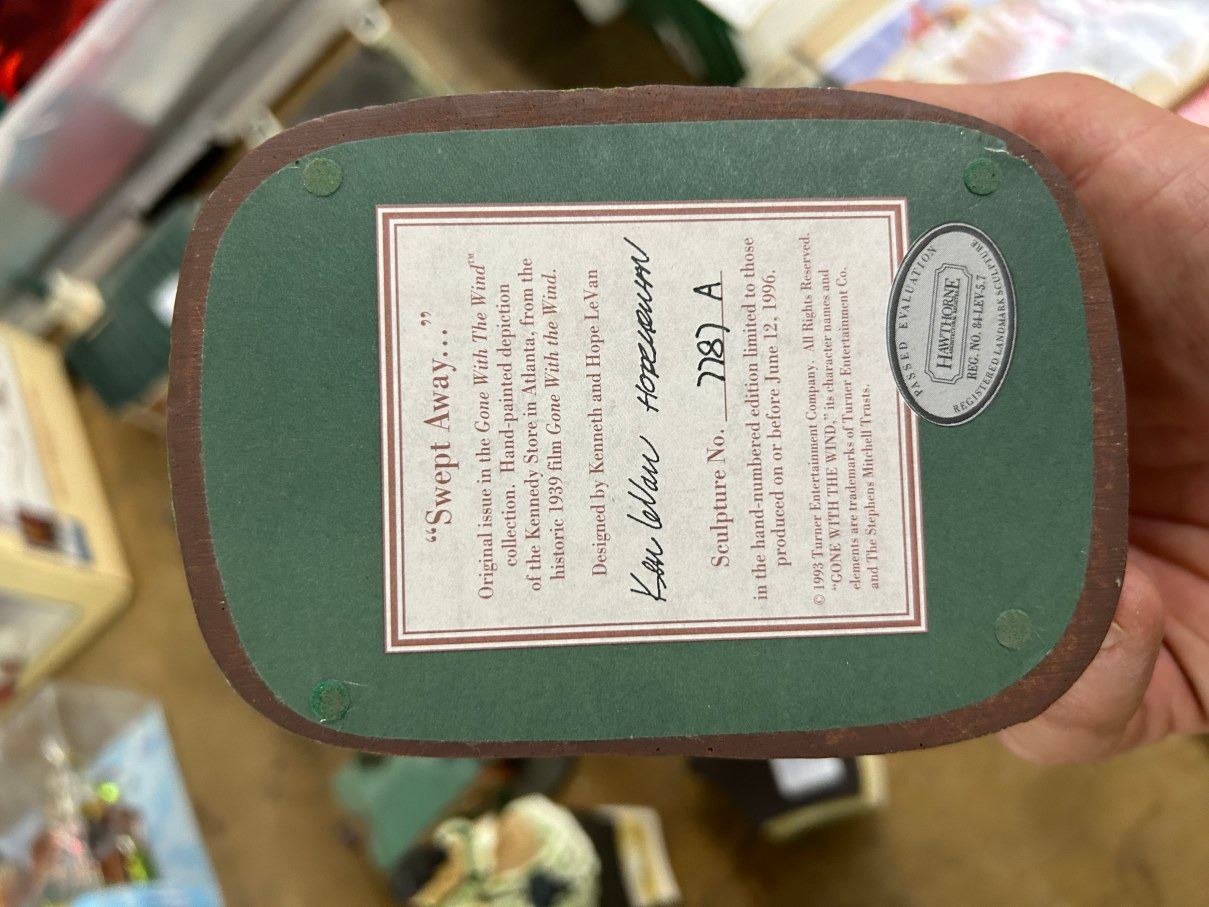 “Swept Away...”
Original issue in the Gone With The Wind™
collection. Hand-painted depiction
of the Kennedy Store in Atlanta, from the
historic 1939 film Gone With the Wind.
Designed by Kenneth and Hope LeVan
Ken LeVan
Sculpture No. 7787 A
in the hand-numbered edition limited to those
produced on or before June 12, 1996.
© 1993 Turner Entertainment Company. All Rights Reserved.
“GONE WITH THE WIND,” its character names and
elements are trademarks of Turner Entertainment Co.
and The Stephens Mitchell Trusts.
PASSED EVALUATION
HAWTHORNE
REG. NO. 84-LEV-5.7
REGISTERED LANDMARK SCULPTURE